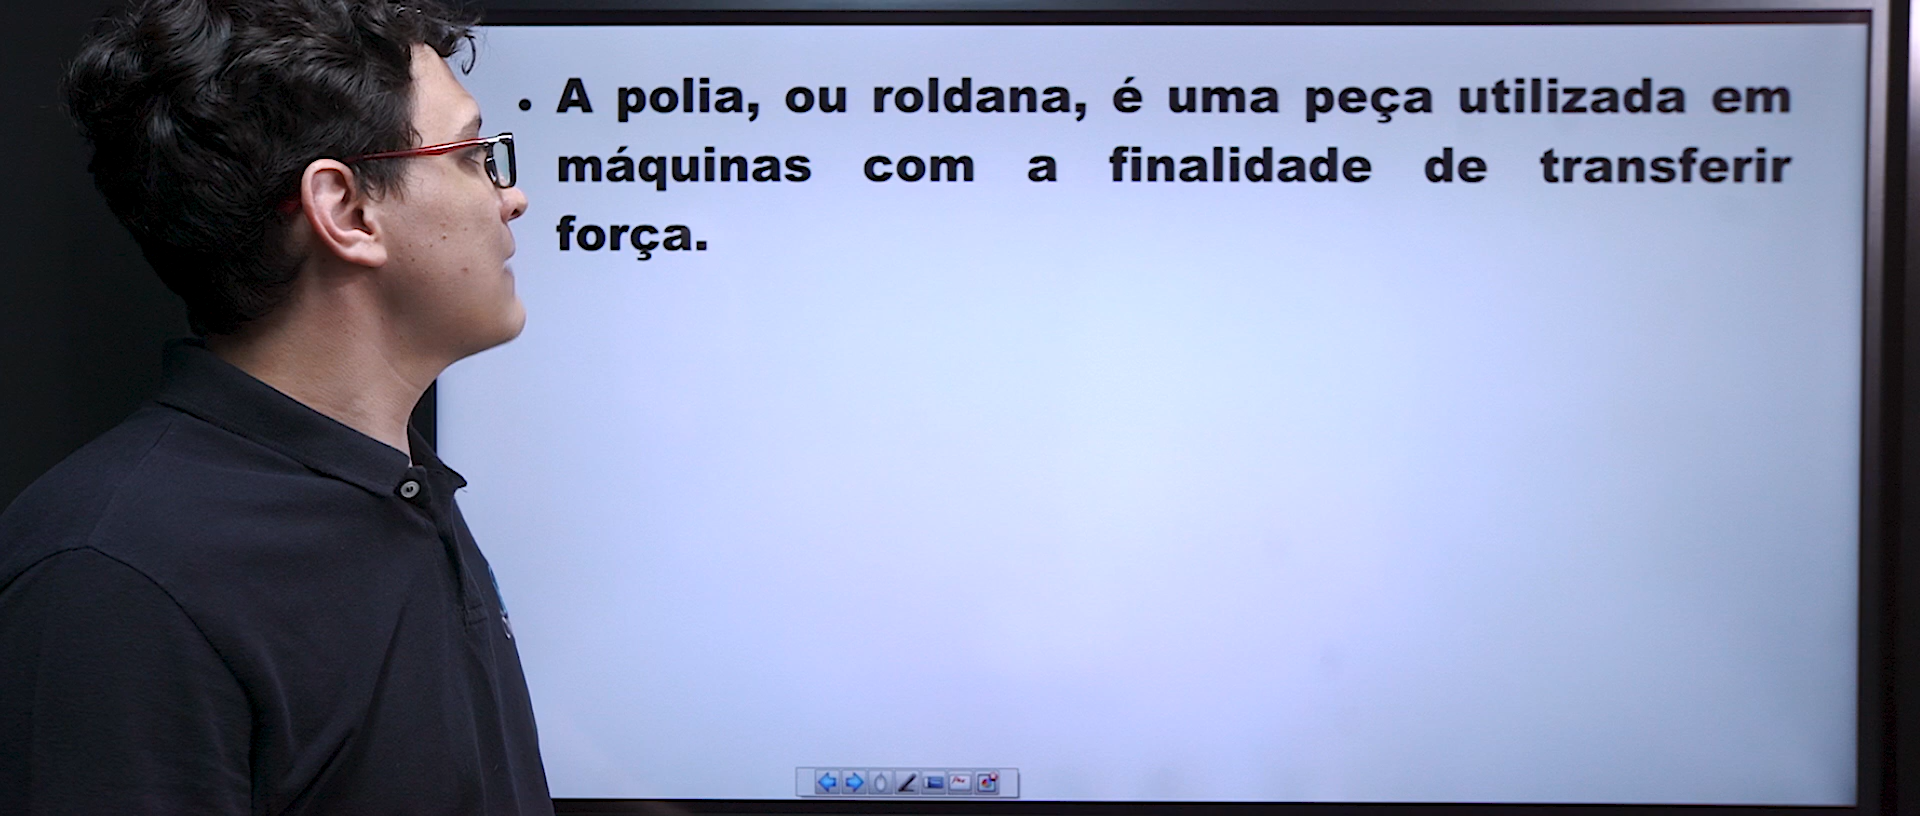 • A polia, ou roldana, é uma peça utilizada em
máquinas com a finalidade de transferir
força.